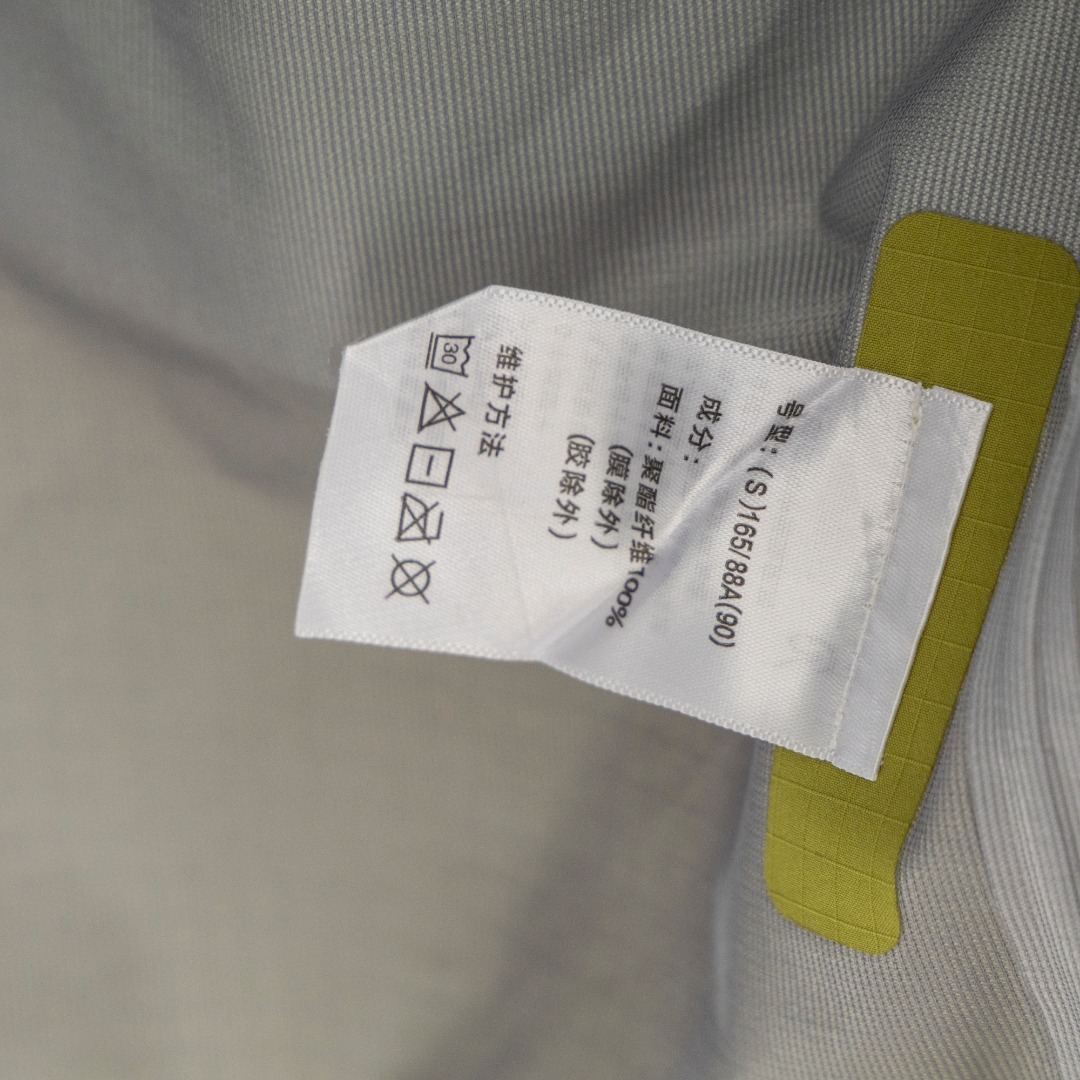 号型: (S)165/88A(90)
成分:
面料: 聚酯纤维100%
(膜除外)
(胶除外)
维护方法
30